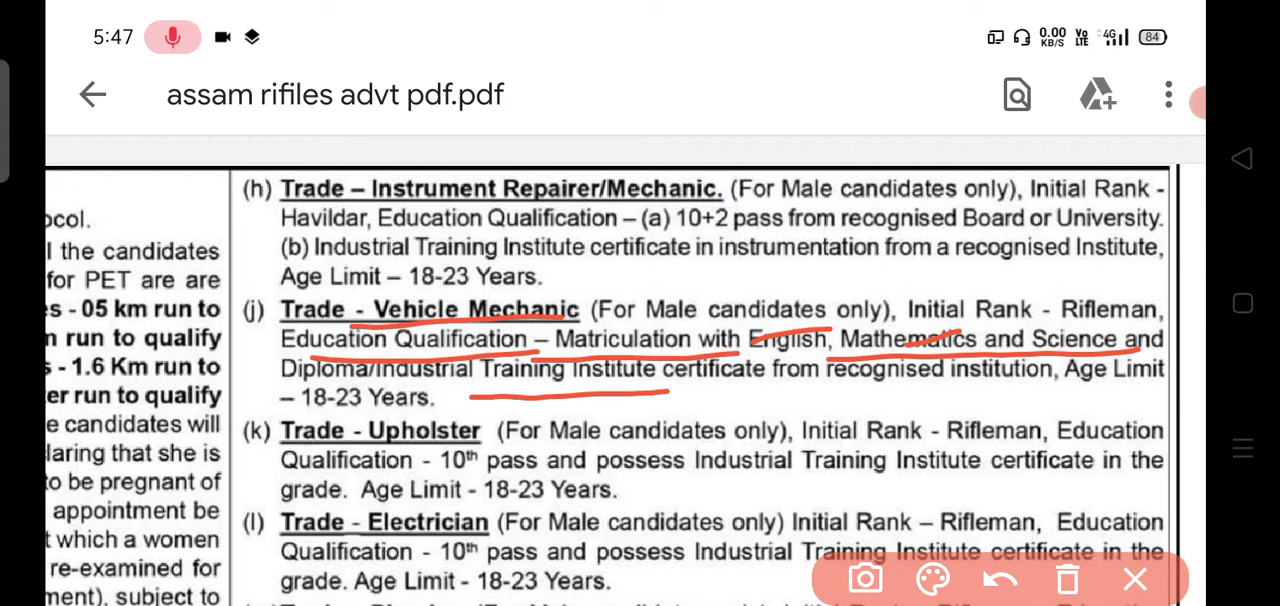 5:47
0.00
KB/S
Vo
LTE
4G
84
assam rifiles advt pdf.pdf
ocol.
l the candidates
for PET are are
s - 05 km run to
n run to qualify
s - 1.6 Km run to
er run to qualify
e candidates will
laring that she is
to be pregnant of
appointment be
t which a women
re-examined for
ment), subject to
(h) Trade – Instrument Repairer/Mechanic. (For Male candidates only), Initial Rank -
Havildar, Education Qualification – (a) 10+2 pass from recognised Board or University.
(b) Industrial Training Institute certificate in instrumentation from a recognised Institute,
Age Limit – 18-23 Years.
(j) Trade - Vehicle Mechanic (For Male candidates only), Initial Rank - Rifleman,
Education Qualification – Matriculation with English, Mathematics and Science and
Diploma/Industrial Training Institute certificate from recognised institution, Age Limit
– 18-23 Years.
(k) Trade - Upholster (For Male candidates only), Initial Rank - Rifleman, Education
Qualification - 10th pass and possess Industrial Training Institute certificate in the
grade. Age Limit - 18-23 Years.
(l) Trade - Electrician (For Male candidates only) Initial Rank – Rifleman, Education
Qualification - 10th pass and possess Industrial Training Institute certificate in the
grade. Age Limit - 18-23 Years.